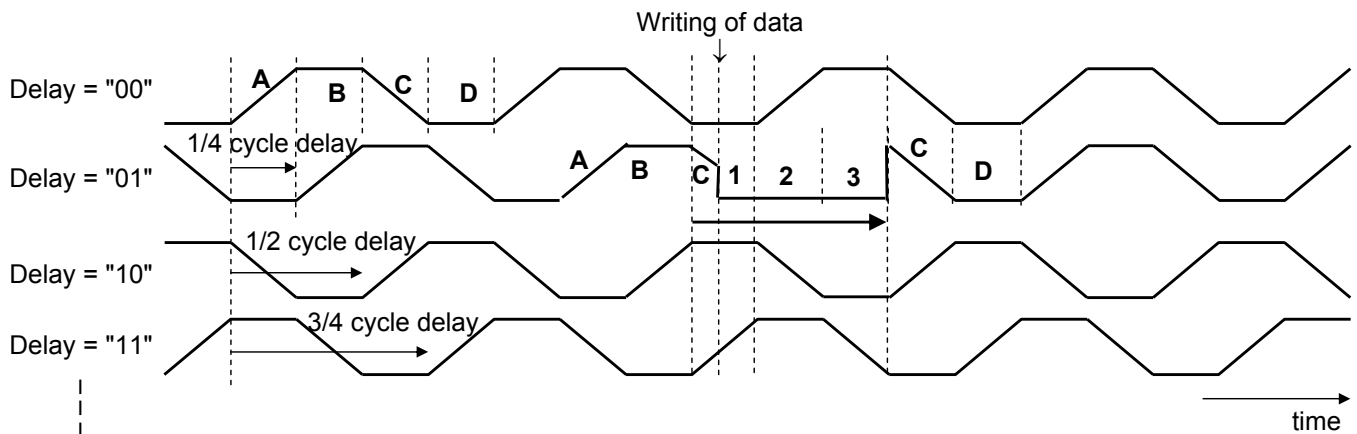 Writing of data
Delay = "00"
A
B
C
D
1/4 cycle delay
Delay = "01"
A
B
C
1
2
3
C
D
1/2 cycle delay
Delay = "10"
3/4 cycle delay
Delay = "11"
time